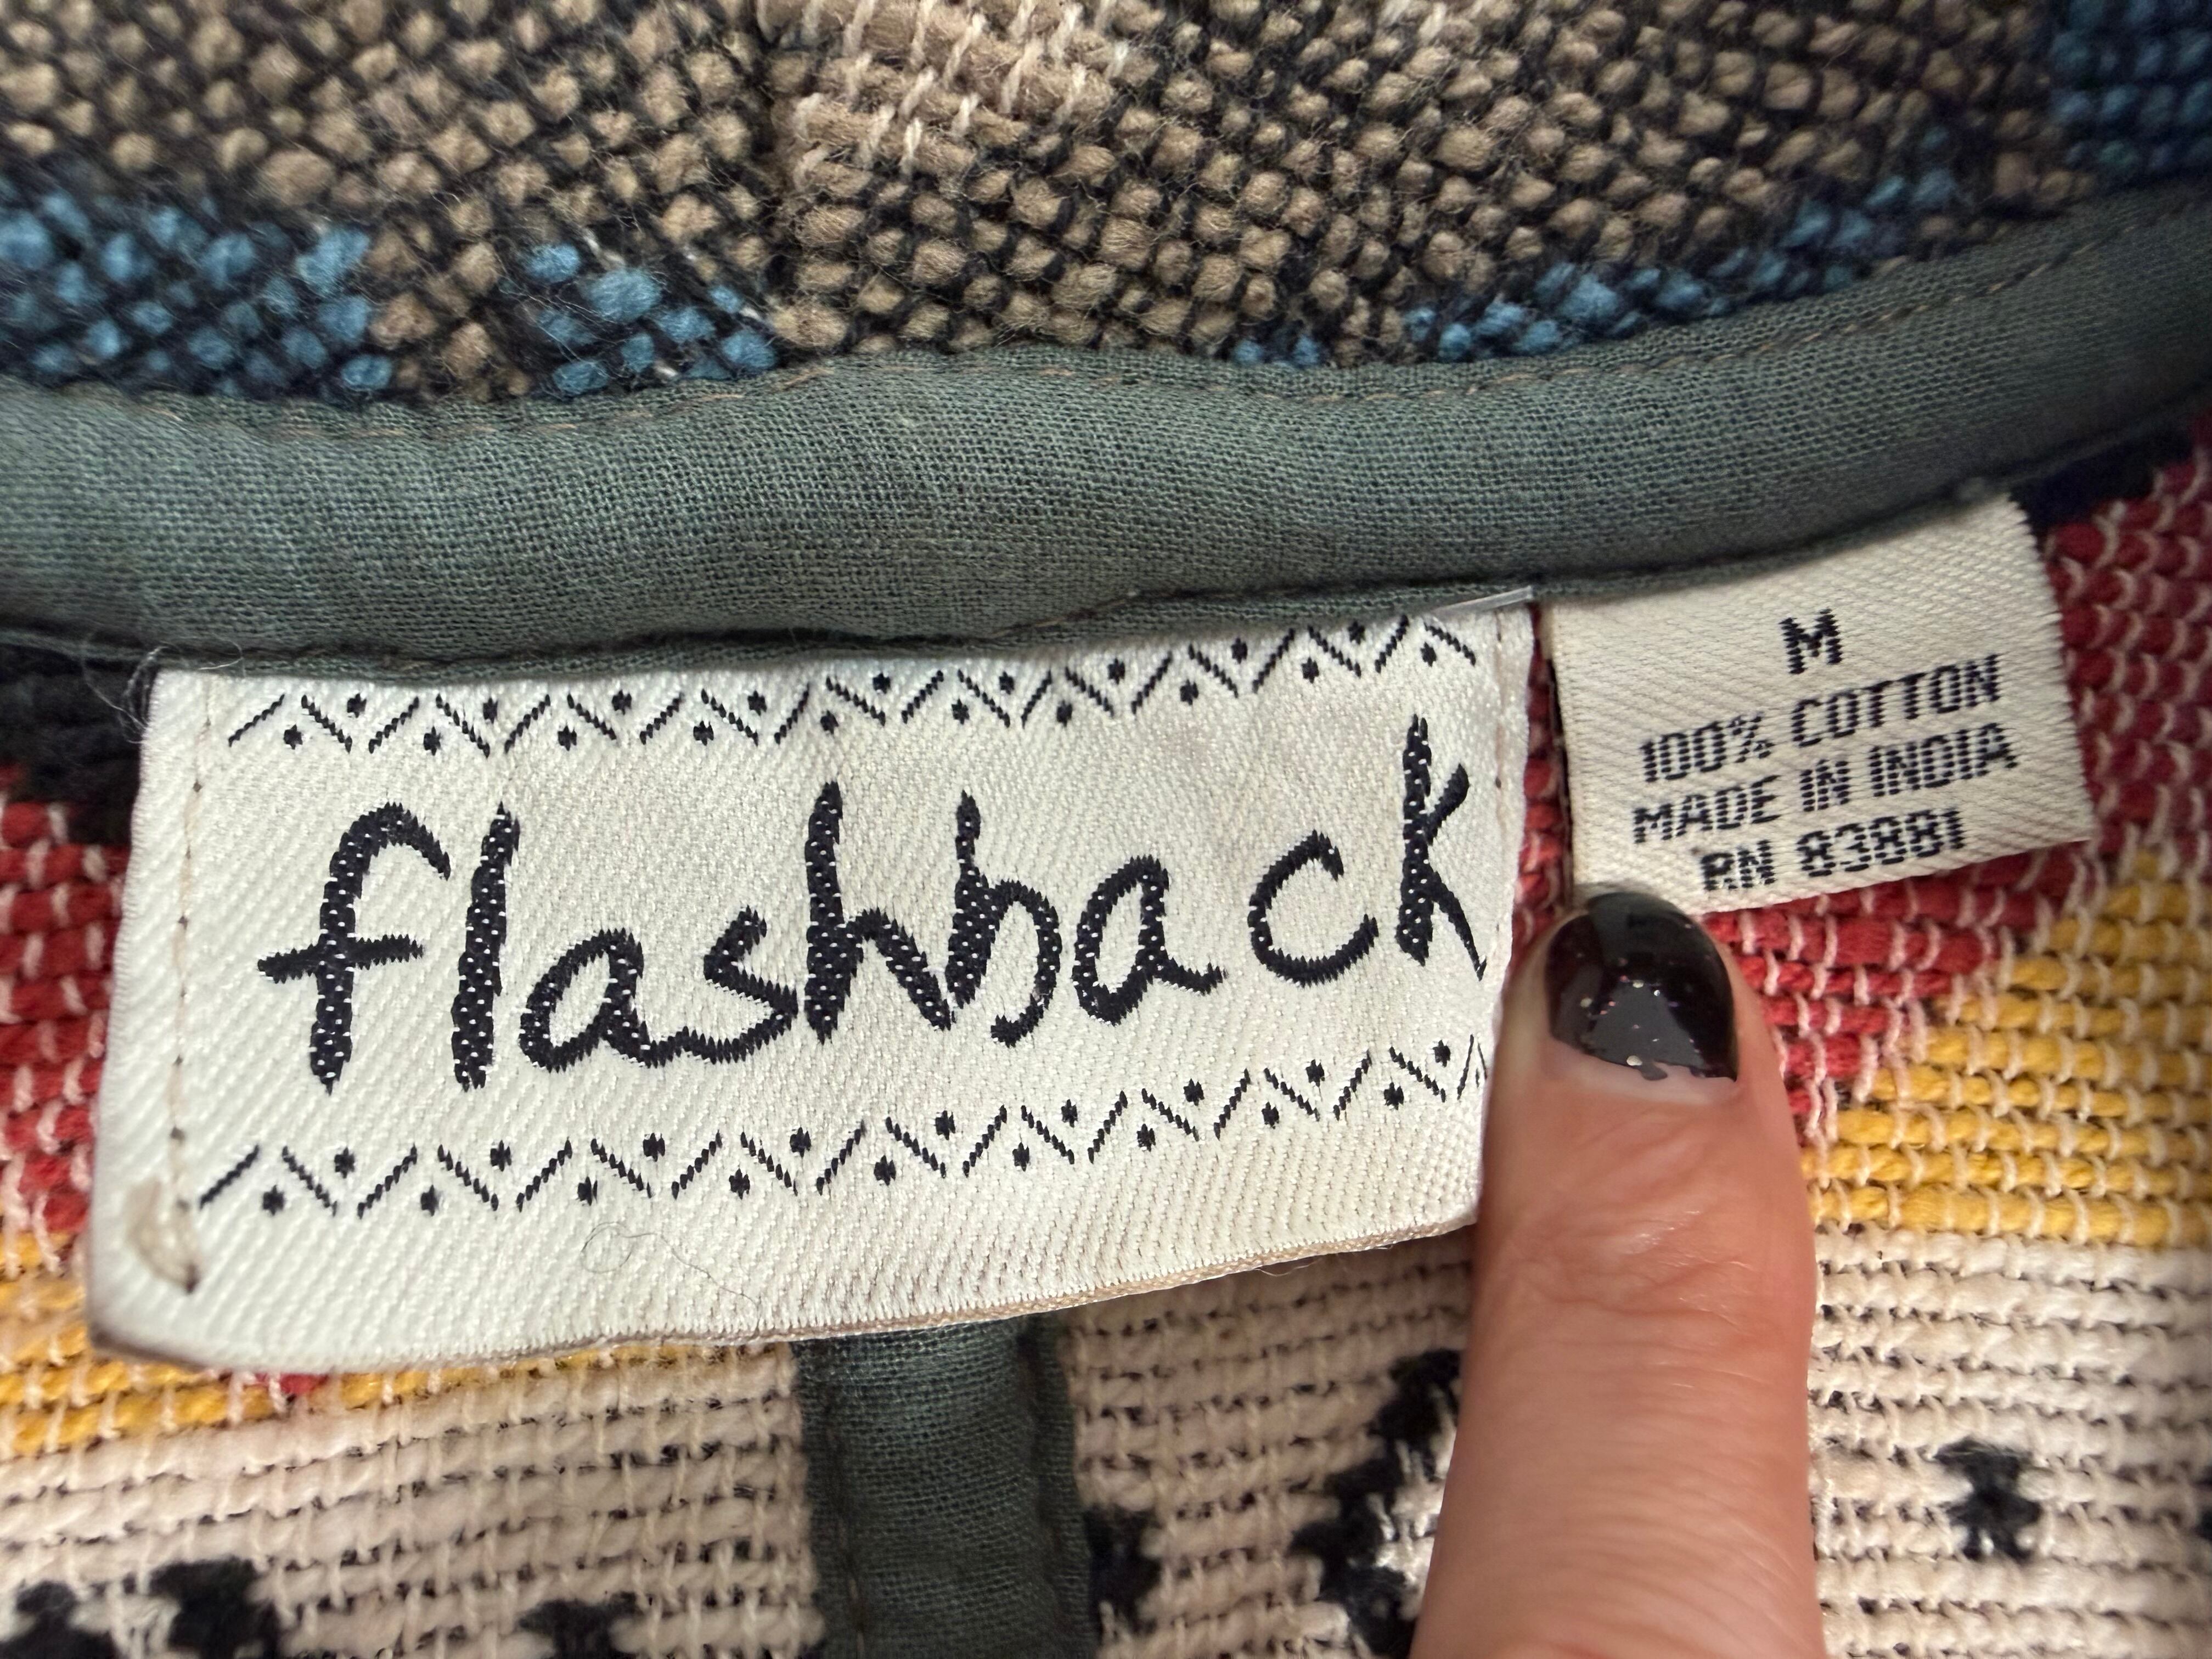 flashback
M
100% COTTON
MADE IN INDIA
RN 83881